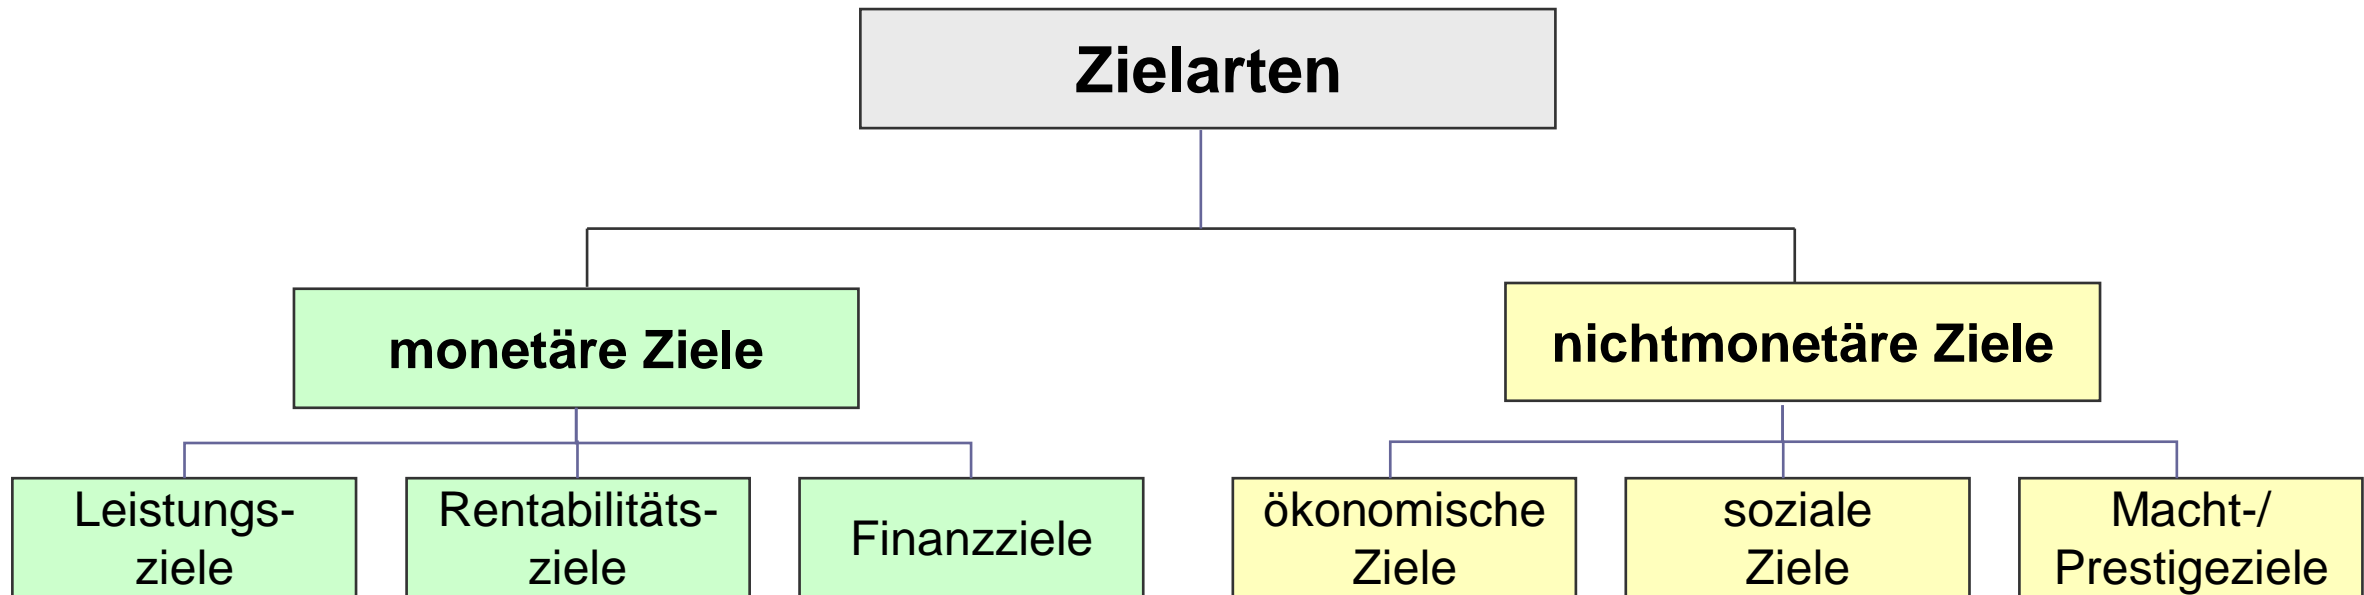 Zielarten
monetäre Ziele
nichtmonetäre Ziele
Leistungs-
ziele
Rentabilitäts-
ziele
Finanzziele
ökonomische
Ziele
soziale
Ziele
Macht-/
Prestigeziele